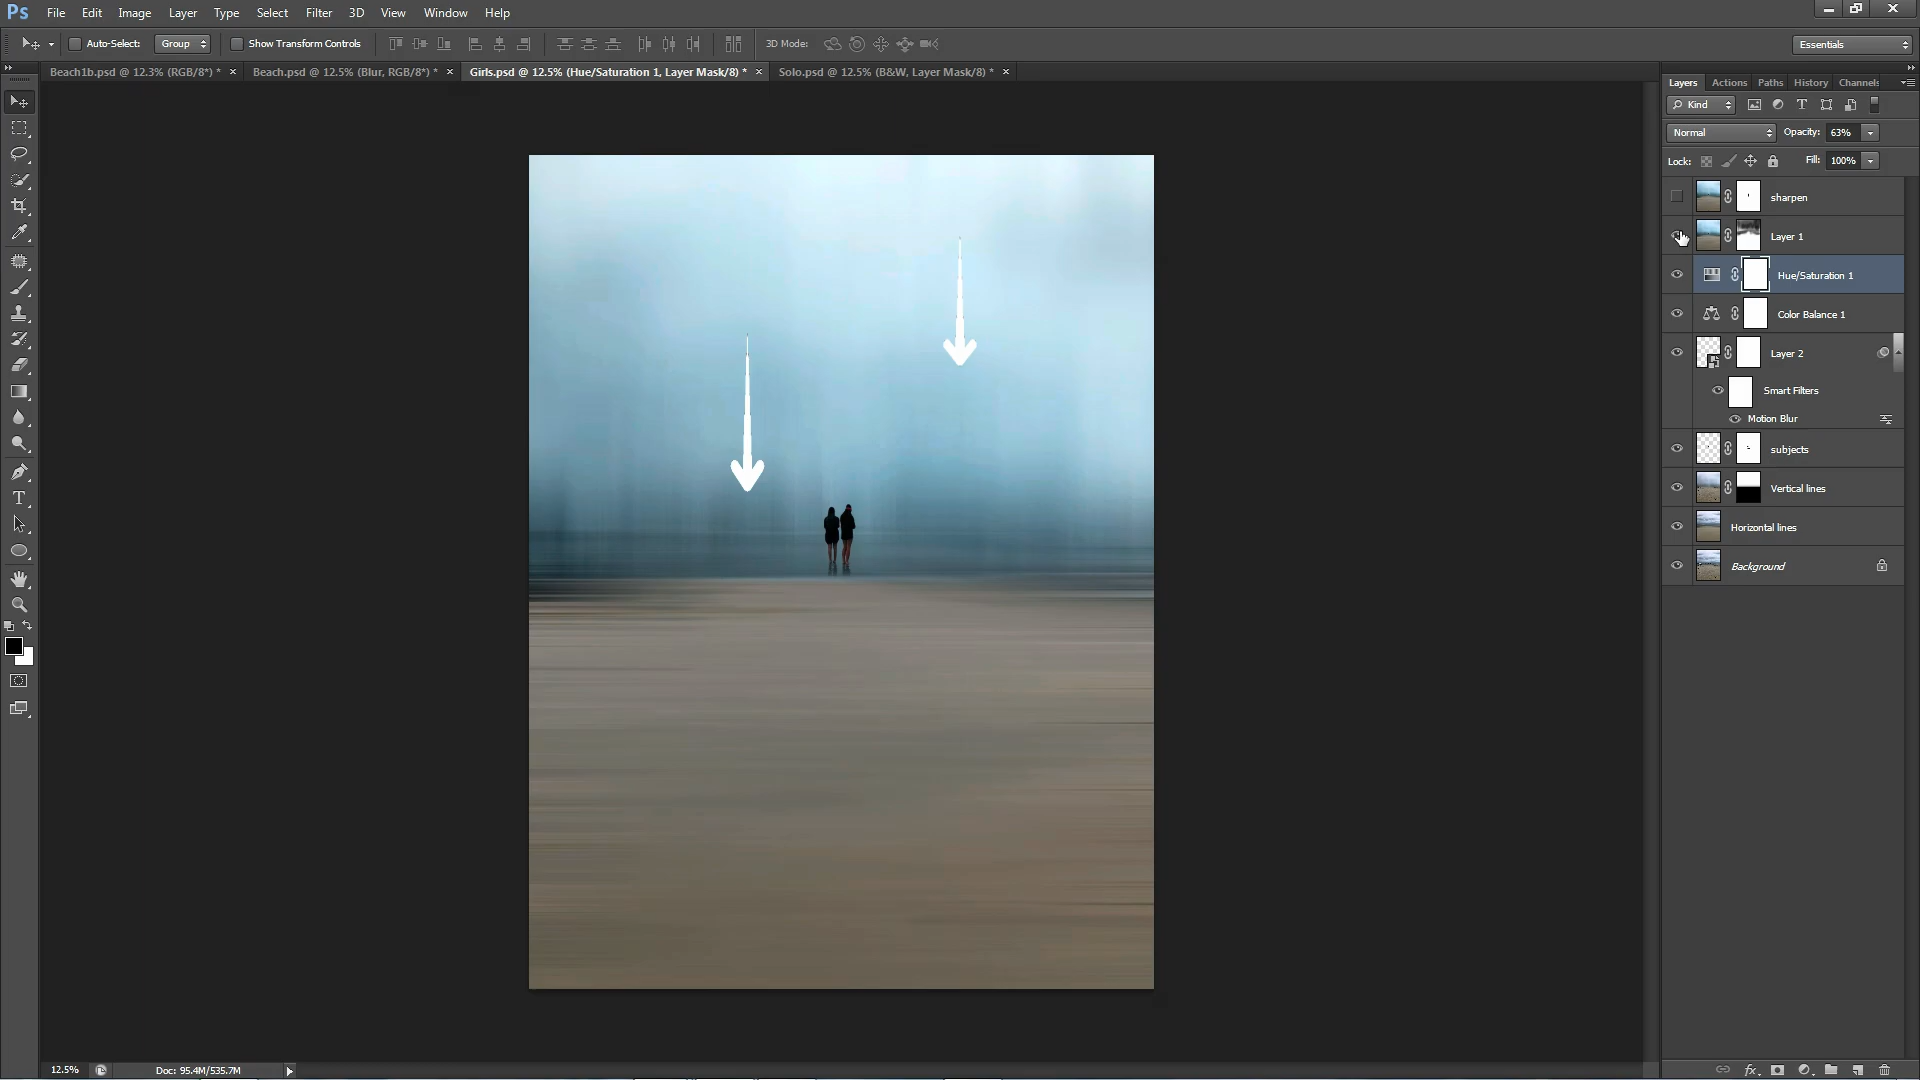 Ps File Edit Image Layer Type Select Filter 3D View Window Help
Auto-Select: Group Show Transform Controls 3D Mode: Essentials
Beach1b.psd @ 12.3% (RGB/8*) * Beach.psd @ 12.5% (Blur, RGB/8*) * Girls.psd @ 12.5% (Hue/Saturation 1, Layer Mask/8) * Solo.psd @ 12.5% (B&W, Layer Mask/8) *
Layers Actions Paths History Channels
Kind
Normal Opacity: 63%
Lock: Fill: 100%
sharpen
Layer 1
Hue/Saturation 1
Color Balance 1
Layer 2
Smart Filters
Motion Blur
subjects
Vertical lines
Horizontal lines
Background
12.5% Doc: 95.4M/535.7M